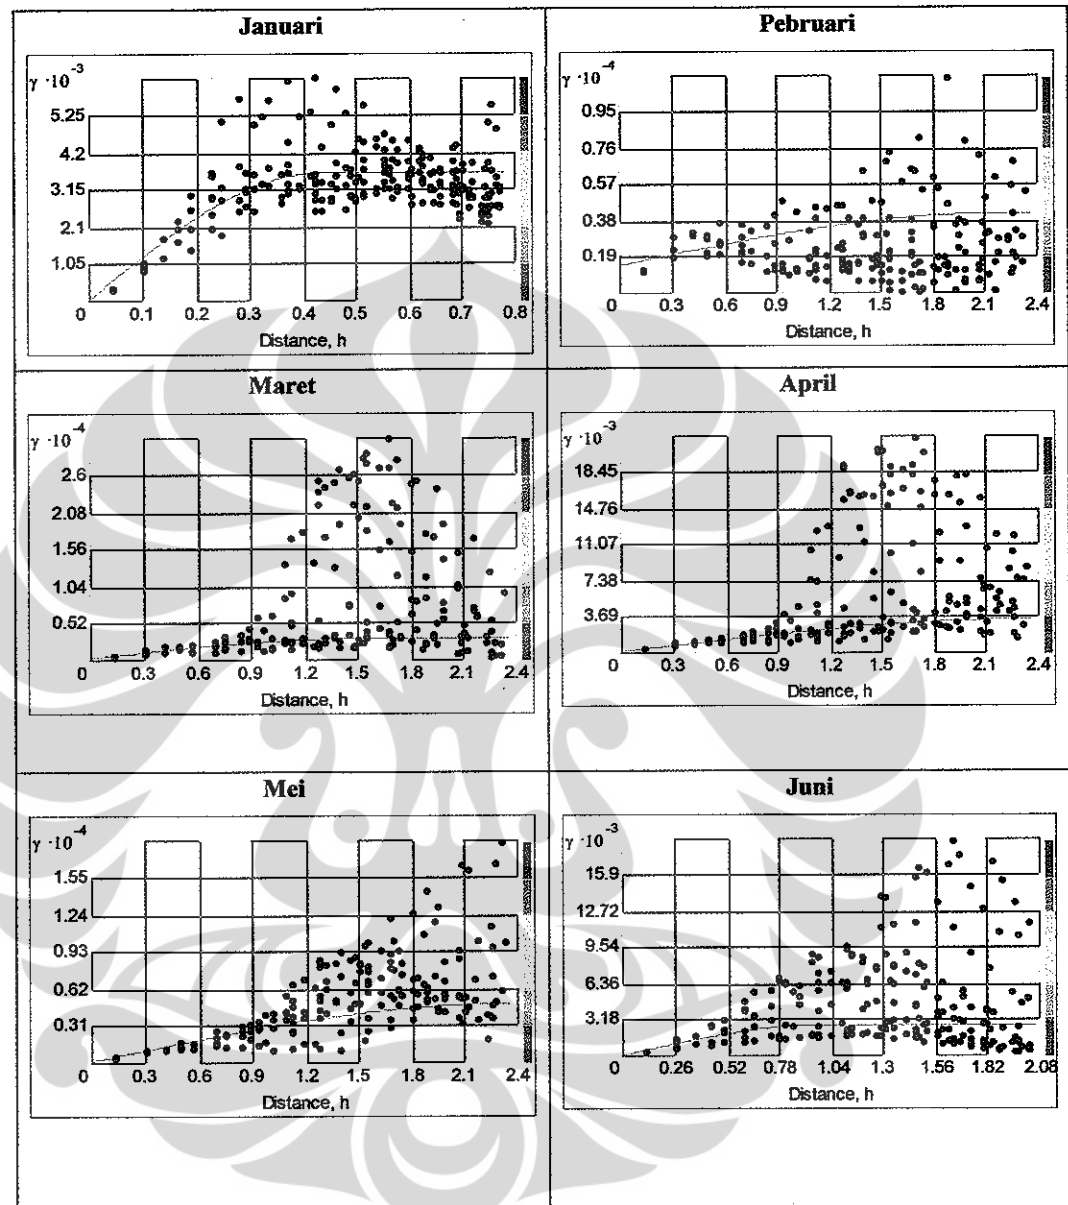 Januari
γ ·10⁻³
5.25
4.2
3.15
2.1
1.05
0 0.1 0.2 0.3 0.4 0.5 0.6 0.7 0.8
Distance, h
Pebruari
γ ·10⁻⁴
0.95
0.76
0.57
0.38
0.19
0 0.3 0.6 0.9 1.2 1.5 1.8 2.1 2.4
Distance, h
Maret
γ ·10⁻⁴
2.6
2.08
1.56
1.04
0.52
0 0.3 0.6 0.9 1.2 1.5 1.8 2.1 2.4
Distance, h
April
γ ·10⁻³
18.45
14.76
11.07
7.38
3.69
0 0.3 0.6 0.9 1.2 1.5 1.8 2.1 2.4
Distance, h
Mei
γ ·10⁻⁴
1.55
1.24
0.93
0.62
0.31
0 0.3 0.6 0.9 1.2 1.5 1.8 2.1 2.4
Distance, h
Juni
γ ·10⁻³
15.9
12.72
9.54
6.36
3.18
0 0.26 0.52 0.78 1.04 1.3 1.56 1.82 2.08
Distance, h